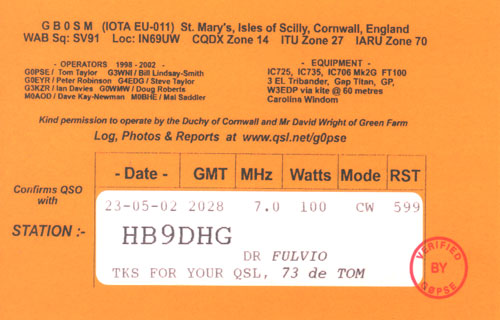 GB0SM (IOTA EU-011) St. Mary's, Isles of Scilly, Cornwall, England
WAB Sq: SV91 Loc: IN69UW CQDX Zone 14 ITU Zone 27 IARU Zone 70
- OPERATORS 1998 - 2002 -
G0PSE / Tom Taylor G3WNI / Bill Lindsay-Smith
G0EYR / Peter Robinson G4EDG / Steve Taylor
G3KZR / Ian Davies G0WMW / Doug Roberts
M0AOD / Dave Kay-Newman M0BHE / Mal Saddler
- EQUIPMENT -
IC725, IC735, IC706 Mk2G FT100
3 EL Tribander, Gap Titan, GP,
W3EDP via kite @ 60 metres
Carolina Windom
Kind permission to operate by the Duchy of Cornwall and Mr David Wright of Green Farm
Log, Photos & Reports at www.qsl.net/g0pse
Confirms QSO
with
- Date - GMT MHz Watts Mode RST
23-05-02 2028 7.0 100 CW 599
STATION :- HB9DHG
DR FULVIO
TKS FOR YOUR QSL, 73 de TOM
VERIFIED
BY
G0PSE